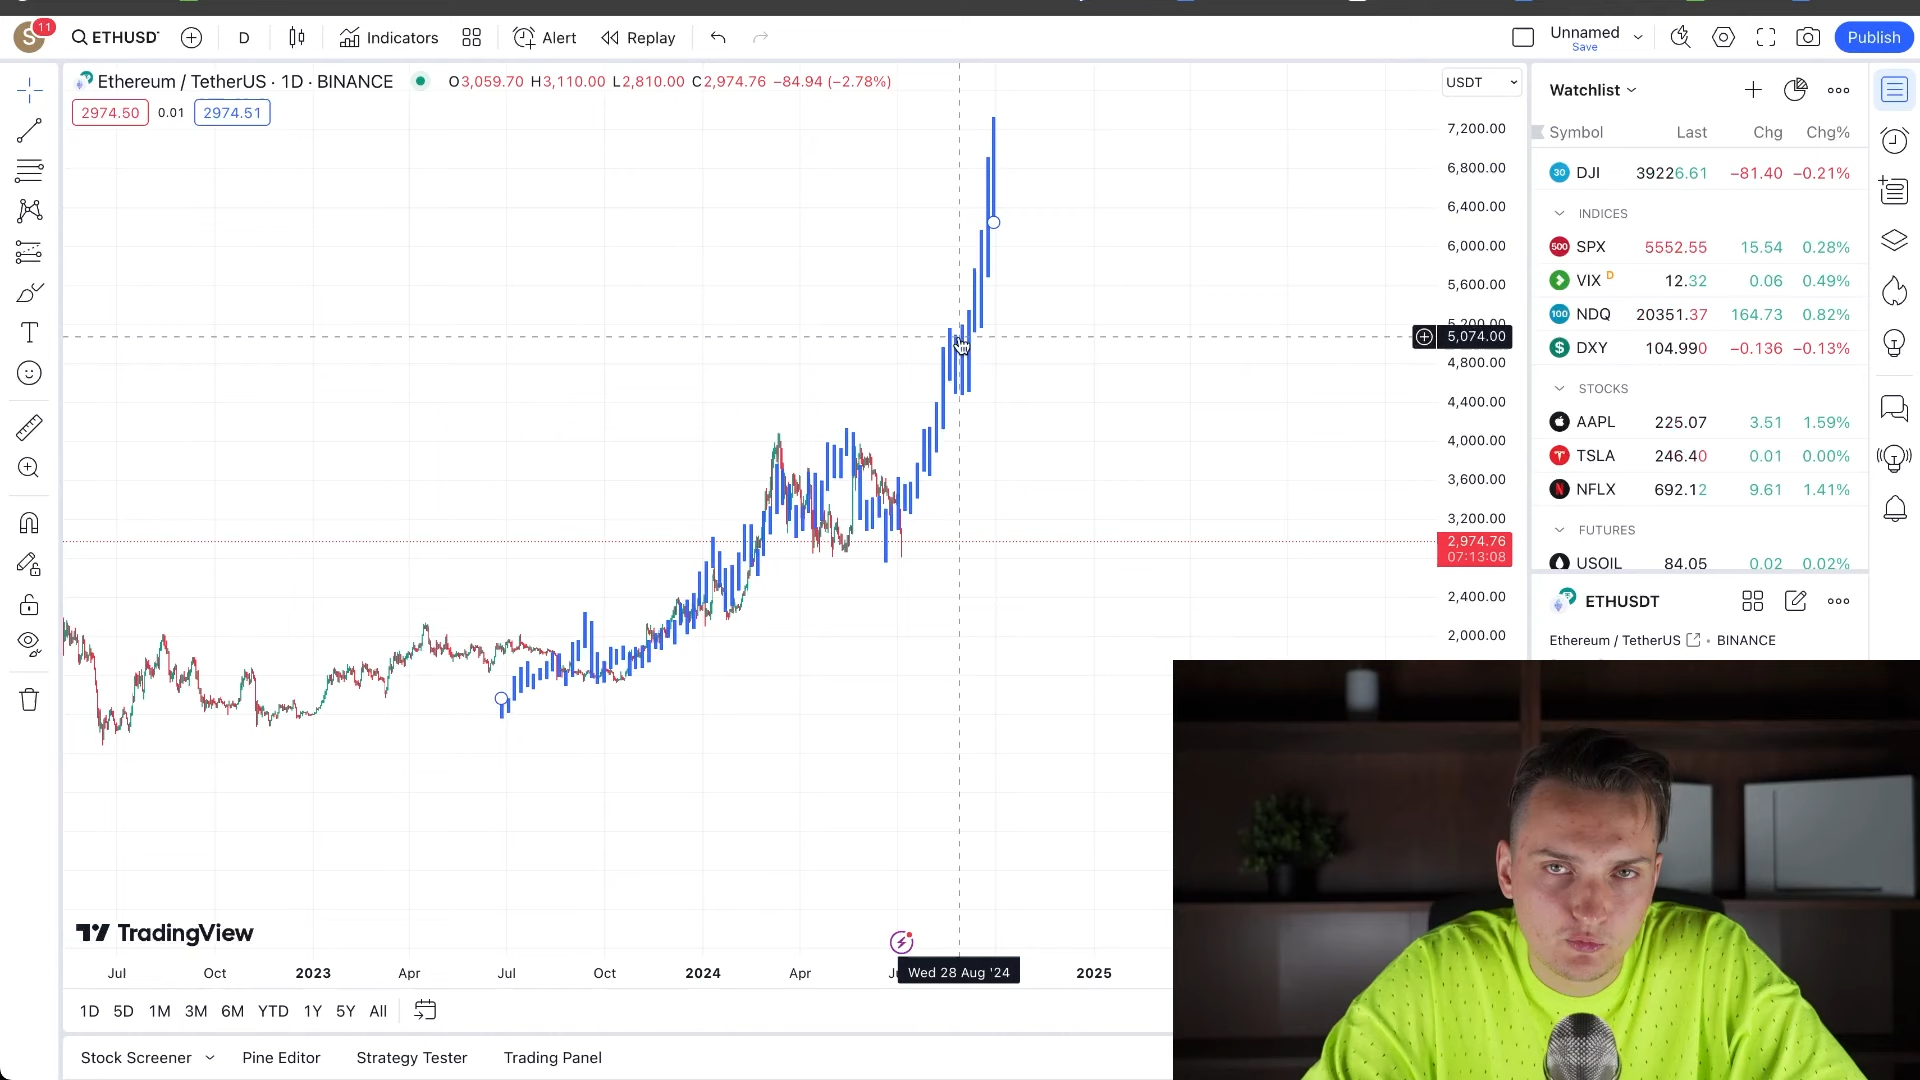 S 11 ETHUSDT D Indicators Alert Replay Unnamed Save Publish
Ethereum / TetherUS · 1D · BINANCE O3,059.70 H3,110.00 L2,810.00 C2,974.76 −84.94 (−2.78%)
2974.50 0.01 2974.51
USDT
7,200.00
6,800.00
6,400.00
6,000.00
5,600.00
5,200.00
5,074.00
4,800.00
4,400.00
4,000.00
3,600.00
3,200.00
2,974.76
07:13:08
2,400.00
2,000.00
TradingView
Jul Oct 2023 Apr Jul Oct 2024 Apr Wed 28 Aug '24 2025
1D 5D 1M 3M 6M YTD 1Y 5Y All
Stock Screener Pine Editor Strategy Tester Trading Panel
Watchlist
Symbol Last Chg Chg%
30 DJI 39226.61 −81.40 −0.21%
INDICES
500 SPX 5552.55 15.54 0.28%
VIX D 12.32 0.06 0.49%
100 NDQ 20351.37 164.73 0.82%
$ DXY 104.990 −0.136 −0.13%
STOCKS
AAPL 225.07 3.51 1.59%
TSLA 246.40 0.01 0.00%
NFLX 692.12 9.61 1.41%
FUTURES
USOIL 84.05 0.02 0.02%
ETHUSDT
Ethereum / TetherUS • BINANCE